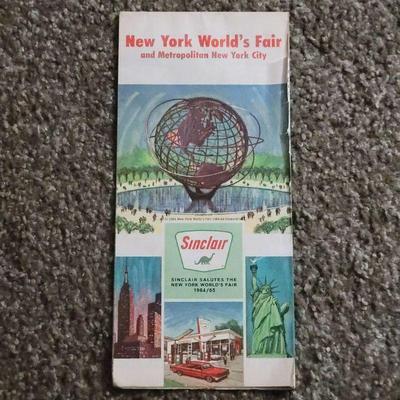 New York World's Fair
and Metropolitan New York City
Sinclair
SINCLAIR SALUTES THE
NEW YORK WORLD'S FAIR
1964/65